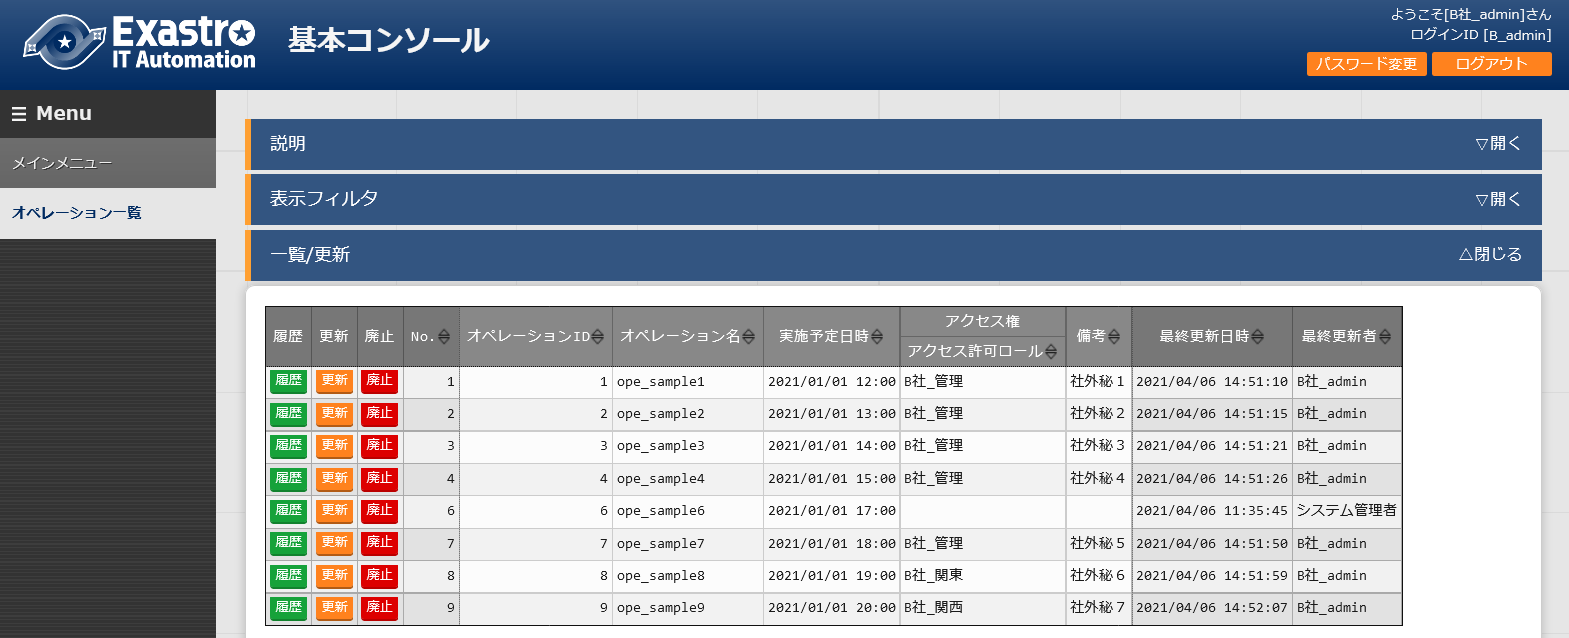 Exastro
IT Automation
基本コンソール
ようこそ[B社_admin]さん
ログインID [B_admin]
パスワード変更 ログアウト
☰ Menu
メインメニュー
オペレーション一覧
説明 ▽開く
表示フィルタ ▽開く
一覧/更新 △閉じる
履歴 更新 廃止 No. オペレーションID オペレーション名 実施予定日時 アクセス権 備考 最終更新日時 最終更新者
アクセス許可ロール
履歴 更新 廃止 1 1 ope_sample1 2021/01/01 12:00 B社_管理 社外秘1 2021/04/06 14:51:10 B社_admin
履歴 更新 廃止 2 2 ope_sample2 2021/01/01 13:00 B社_管理 社外秘2 2021/04/06 14:51:15 B社_admin
履歴 更新 廃止 3 3 ope_sample3 2021/01/01 14:00 B社_管理 社外秘3 2021/04/06 14:51:21 B社_admin
履歴 更新 廃止 4 4 ope_sample4 2021/01/01 15:00 B社_管理 社外秘4 2021/04/06 14:51:26 B社_admin
履歴 更新 廃止 6 6 ope_sample6 2021/01/01 17:00 2021/04/06 11:35:45 システム管理者
履歴 更新 廃止 7 7 ope_sample7 2021/01/01 18:00 B社_管理 社外秘5 2021/04/06 14:51:50 B社_admin
履歴 更新 廃止 8 8 ope_sample8 2021/01/01 19:00 B社_関東 社外秘6 2021/04/06 14:51:59 B社_admin
履歴 更新 廃止 9 9 ope_sample9 2021/01/01 20:00 B社_関西 社外秘7 2021/04/06 14:52:07 B社_admin